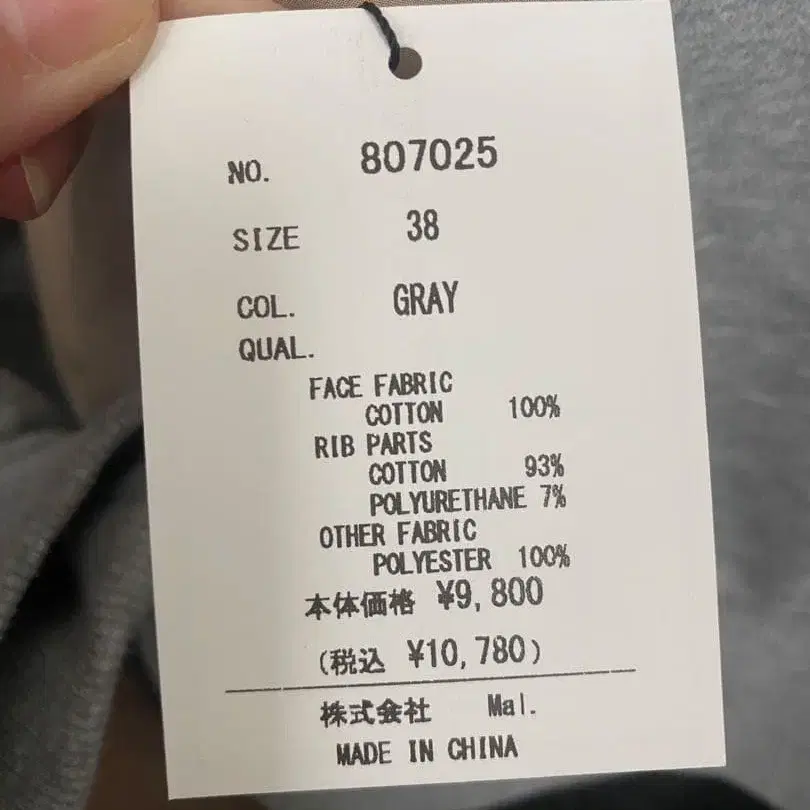 NO. 807025
SIZE 38
COL. GRAY
QUAL.
FACE FABRIC
COTTON 100%
RIB PARTS
COTTON 93%
POLYURETHANE 7%
OTHER FABRIC
POLYESTER 100%
本体価格 ¥9,800
(税込 ¥10,780)
株式会社 Mal.
MADE IN CHINA